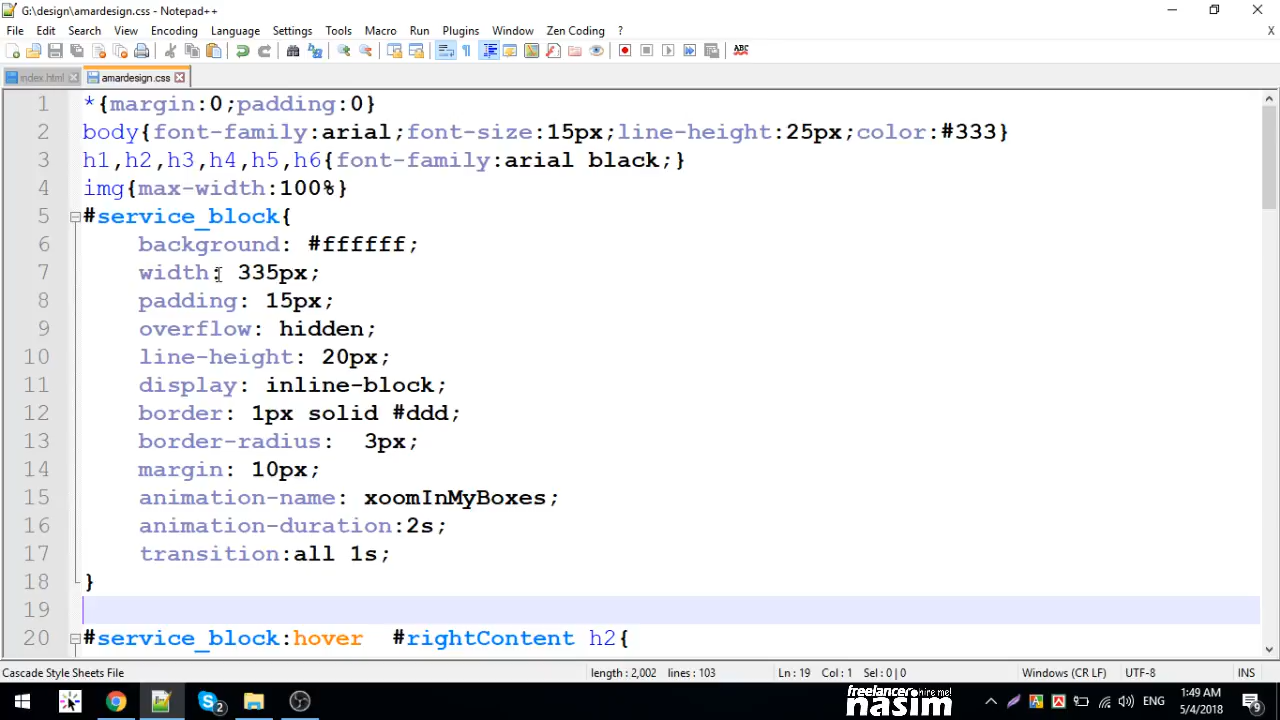 G:\design\amardesign.css - Notepad++
File Edit Search View Encoding Language Settings Tools Macro Run Plugins Window Zen Coding ? X
ABC
index.html amardesign.css
1 *{margin:0;padding:0}
2 body{font-family:arial;font-size:15px;line-height:25px;color:#333}
3 h1,h2,h3,h4,h5,h6{font-family:arial black;}
4 img{max-width:100%}
5 #service_block{
6 background: #ffffff;
7 width: 335px;
8 padding: 15px;
9 overflow: hidden;
10 line-height: 20px;
11 display: inline-block;
12 border: 1px solid #ddd;
13 border-radius:  3px;
14 margin: 10px;
15 animation-name: xoomInMyBoxes;
16 animation-duration:2s;
17 transition:all 1s;
18 }
19
20 #service_block:hover  #rightContent h2{
Cascade Style Sheets File length : 2,002 lines : 103 Ln : 19 Col : 1 Sel : 0 | 0 Windows (CR LF) UTF-8 INS
2 freelancer hire me! nasim ENG 1:49 AM 5/4/2018 9